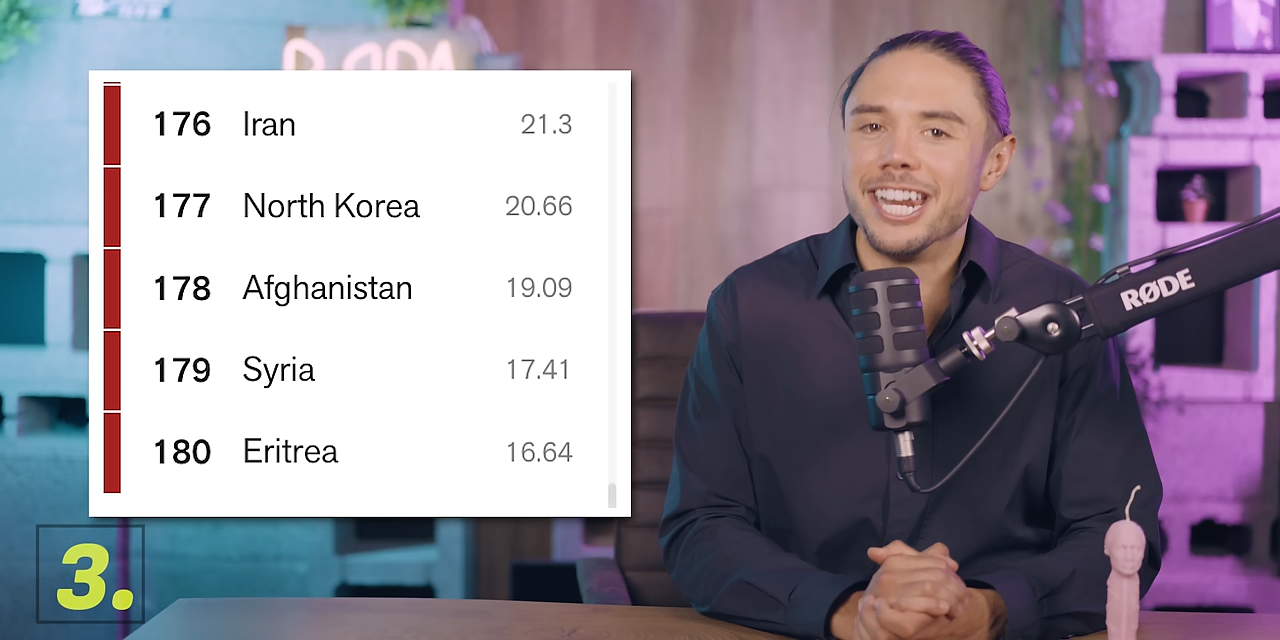 176 Iran 21.3
177 North Korea 20.66
178 Afghanistan 19.09
179 Syria 17.41
180 Eritrea 16.64
3.
RØDE